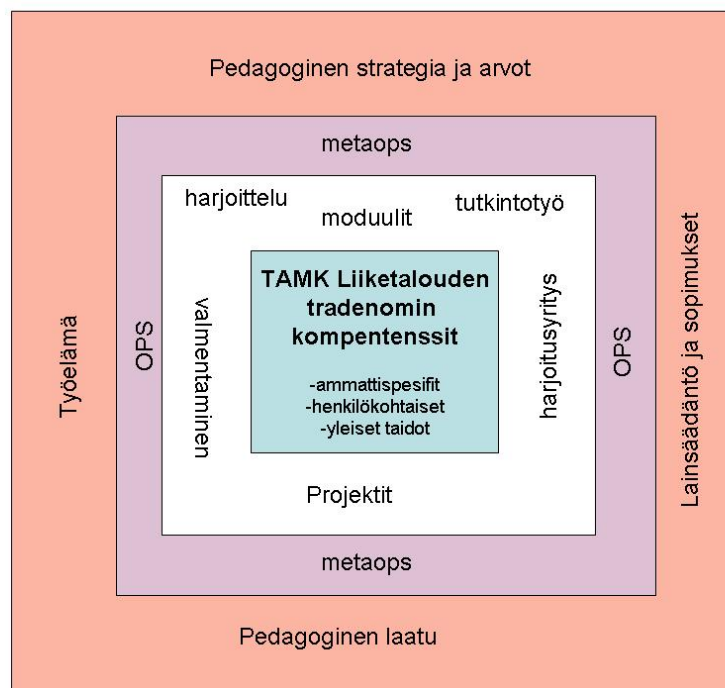 Pedagoginen strategia ja arvot
metaops
harjoittelu
tutkintotyö
moduulit
TAMK Liiketalouden
tradenomin
kompentenssit
-ammattispesifit
-henkilökohtaiset
-yleiset taidot
Työelämä
OPS
valmentaminen
harjoitusyritys
OPS
Lainsäädäntö ja sopimukset
Projektit
metaops
Pedagoginen laatu